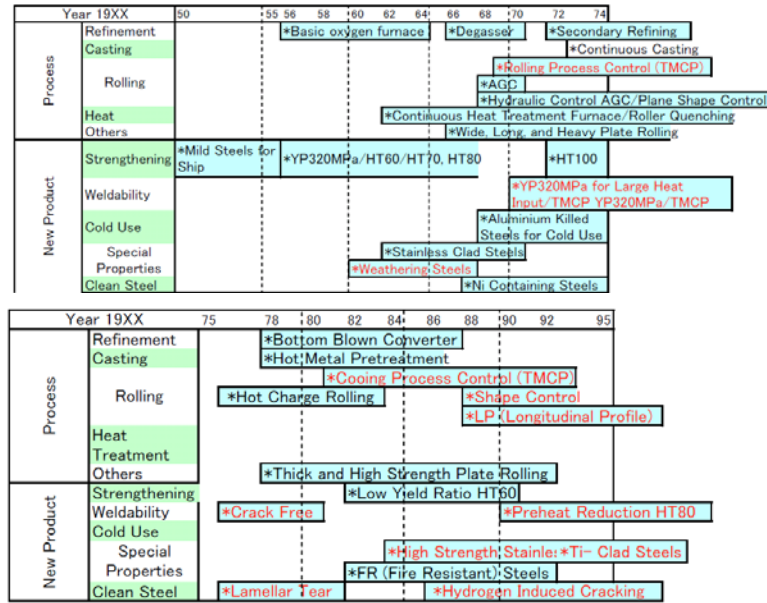 Year 19XX 50 55 56 60 64 66 68 70 72 74
Process
Refinement *Basic oxygen furnace *Degasser *Secondary Refining
Casting *Continuous Casting
Rolling *Rolling Process Control (TMCP)
*AGC
*Hydraulic Control AGC/Plane Shape Control
Heat *Continuous Heat Treatment Furnace/Roller Quenching
Others *Wide, Long, and Heavy Plate Rolling
New Product
Strengthening *Mild Steels for Ship *YP320MPa/HT60/HT70, HT80 *HT100
Weldability *YP320MPa for Large Heat
Input/TMCP YP320MPa/TMCP
Cold Use *Aluminium Killed
Steels for Cold Use
Special Properties *Stainless Clad Steels
*Weathering Steels
Clean Steel *Ni Containing Steels
Year 19XX 75 78 80 82 84 86 88 90 92 95
Process
Refinement *Bottom Blown Converter
Casting *Hot Metal Pretreatment
*Cooing Process Control (TMCP)
Rolling *Hot Charge Rolling *Shape Control
*LP (Longitudinal Profile)
Heat Treatment
Others *Thick and High Strength Plate Rolling
New Product
Strengthening *Low Yield Ratio HT60
Weldability *Crack Free *Preheat Reduction HT80
Cold Use
Special Properties *High Strength Stainles *Ti- Clad Steels
*FR (Fire Resistant) Steels
Clean Steel *Lamellar Tear *Hydrogen Induced Cracking